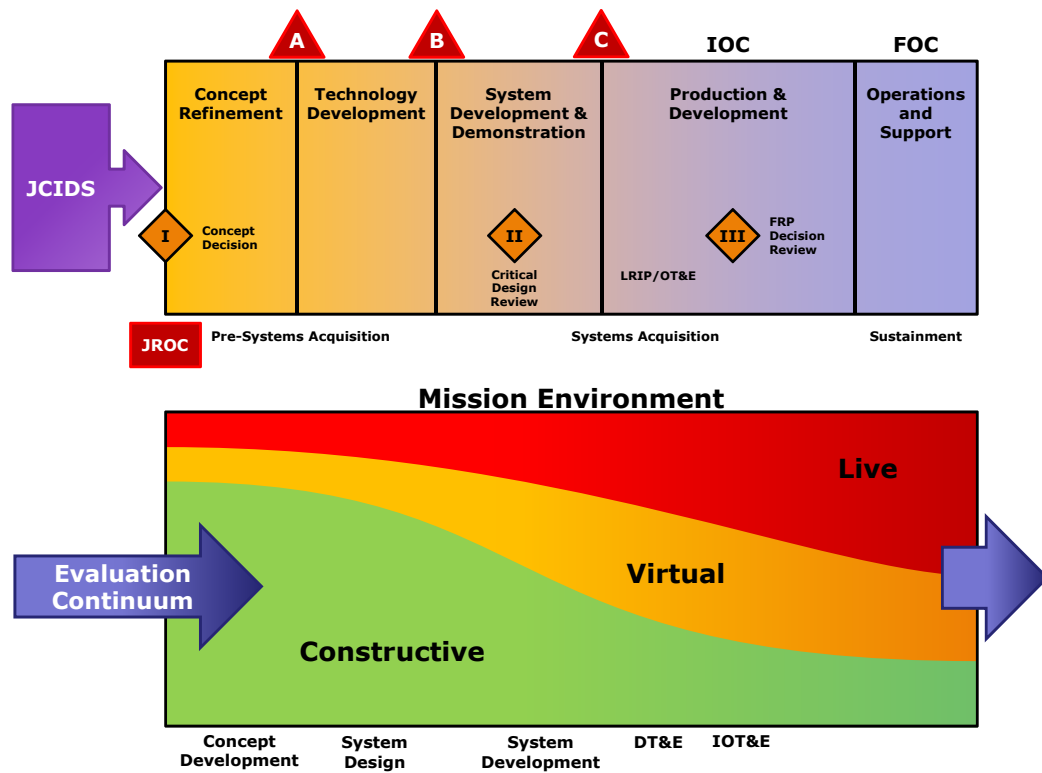 A
B
C
IOC
FOC
Concept
Refinement
Technology
Development
System
Development &
Demonstration
Production &
Development
Operations
and
Support
JCIDS
I
Concept
Decision
II
Critical
Design
Review
III
FRP
Decision
Review
LRIP/OT&E
JROC
Pre-Systems Acquisition
Systems Acquisition
Sustainment
Mission Environment
Live
Virtual
Constructive
Evaluation
Continuum
Concept
Development
System
Design
System
Development
DT&E
IOT&E